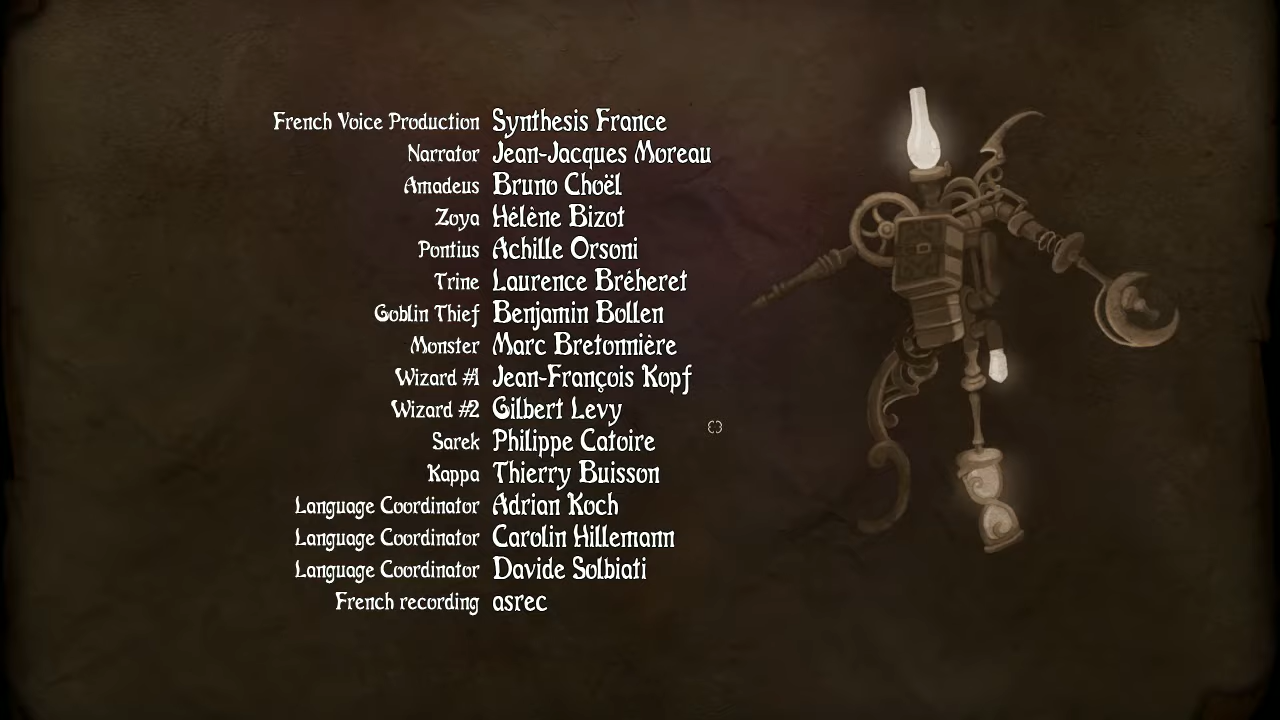 French Voice Production Synthesis France
Narrator Jean-Jacques Moreau
Amadeus Bruno Choël
Zoya Hélène Bizot
Pontius Achille Orsoni
Trine Laurence Bréheret
Goblin Thief Benjamin Bollen
Monster Marc Bretonnière
Wizard #1 Jean-François Kopf
Wizard #2 Gilbert Levy
Sarek Philippe Catoire
Kappa Thierry Buisson
Language Coordinator Adrian Koch
Language Coordinator Carolin Hillemann
Language Coordinator Davide Solbiati
French recording asrec